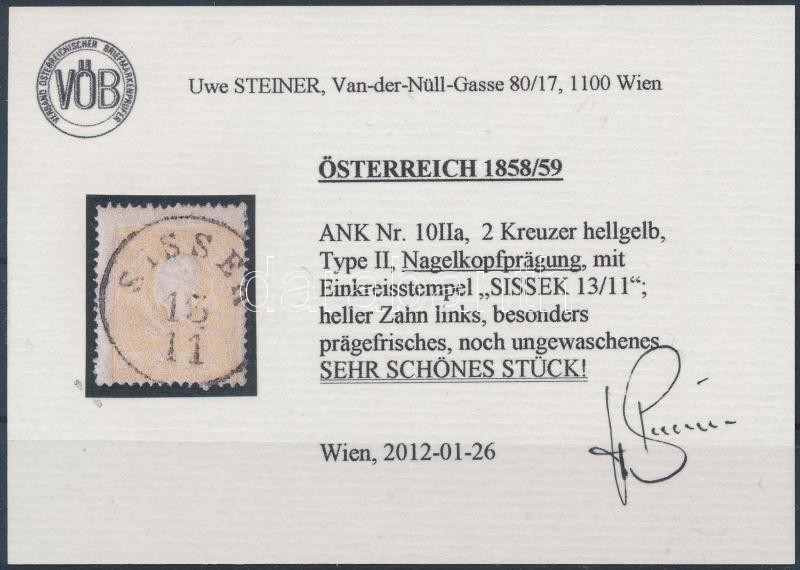 VERBAND ÖSTERREICHISCHER BRIEFMARKENPRÜFER
VÖB
Uwe STEINER, Van-der-Nüll-Gasse 80/17, 1100 Wien
ÖSTERREICH 1858/59
SISSEK
13
11
ANK Nr. 10IIa, 2 Kreuzer hellgelb,
Type II, Nagelkopfprägung, mit
Einkreisstempel „SISSEK 13/11“;
heller Zahn links, besonders
prägefrisches, noch ungewaschenes
SEHR SCHÖNES STÜCK!
Wien, 2012-01-26